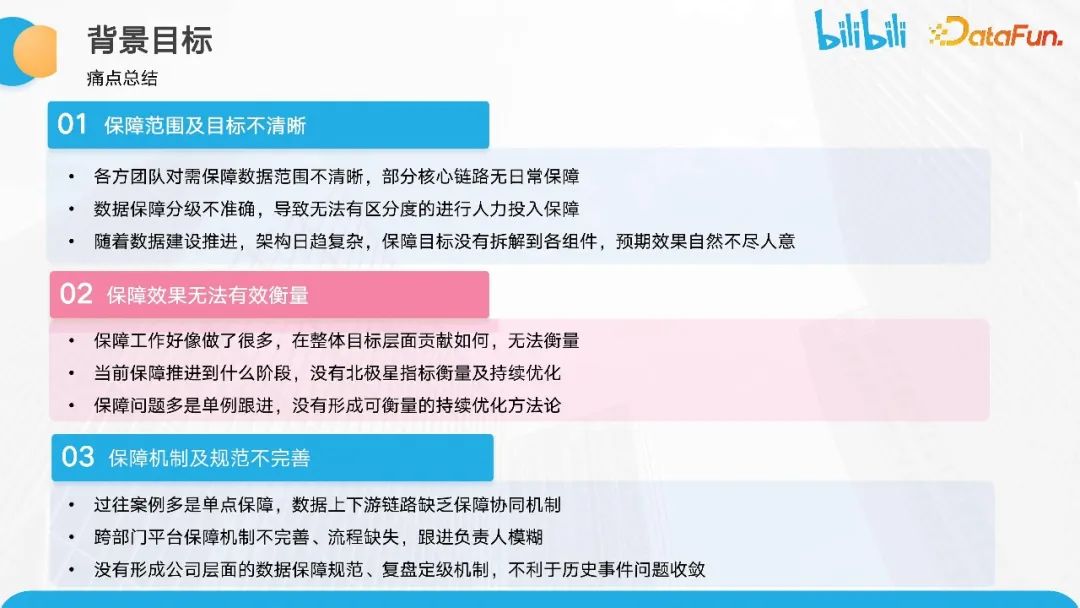 背景目标
bilibili
DataFun.
痛点总结
01 保障范围及目标不清晰
• 各方团队对需保障数据范围不清晰，部分核心链路无日常保障
• 数据保障分级不准确，导致无法有区分度的进行人力投入保障
• 随着数据建设推进，架构日趋复杂，保障目标没有拆解到各组件，预期效果自然不尽人意
02 保障效果无法有效衡量
• 保障工作好像做了很多，在整体目标层面贡献如何，无法衡量
• 当前保障推进到什么阶段，没有北极星指标衡量及持续优化
• 保障问题多是单例跟进，没有形成可衡量的持续优化方法论
03 保障机制及规范不完善
• 过往案例多是单点保障，数据上下游链路缺乏保障协同机制
• 跨部门平台保障机制不完善、流程缺失，跟进负责人模糊
• 没有形成公司层面的数据保障规范、复盘定级机制，不利于历史事件问题收敛